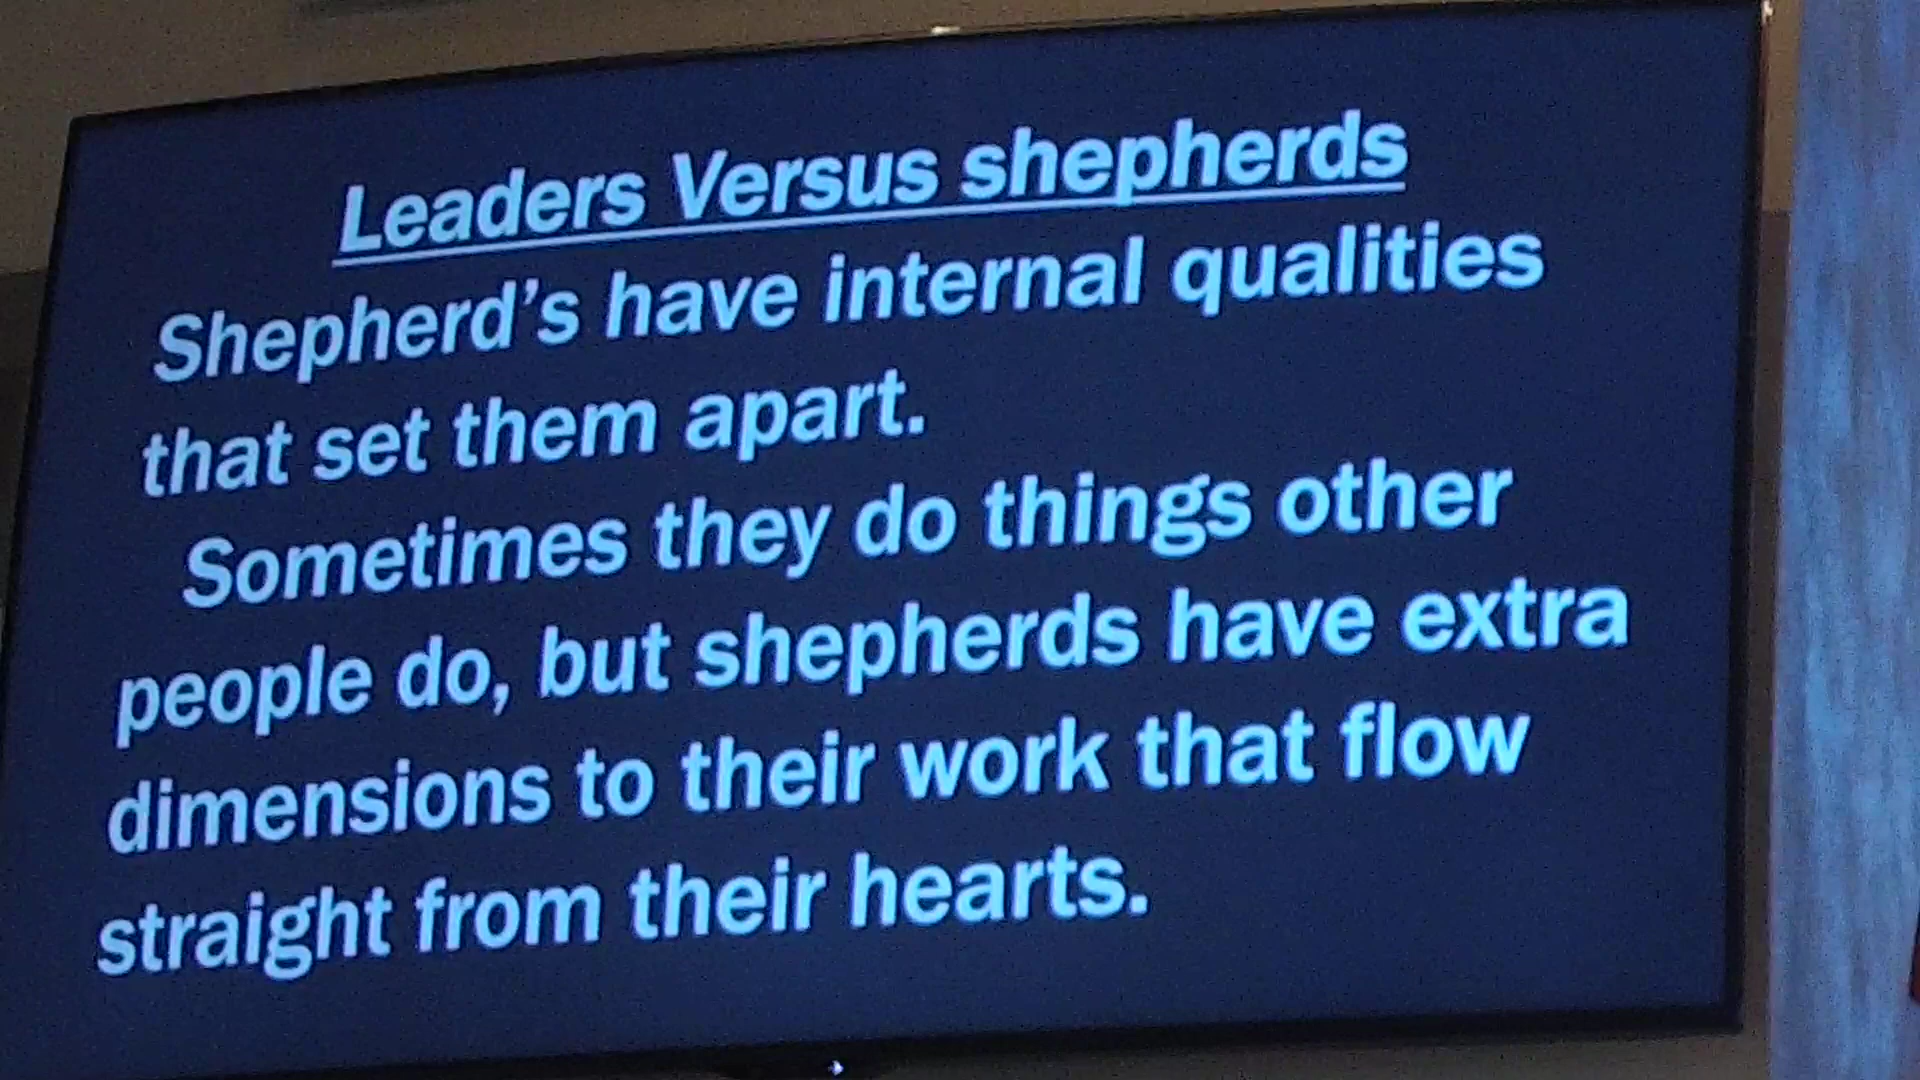 Leaders Versus shepherds
Shepherd’s have internal qualities
that set them apart.
Sometimes they do things other
people do, but shepherds have extra
dimensions to their work that flow
straight from their hearts.